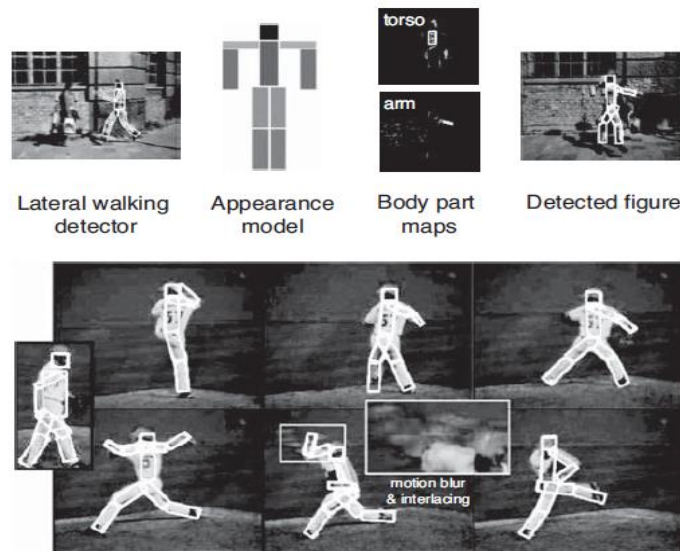 torso
arm
Lateral walking
detector
Appearance
model
Body part
maps
Detected figure
motion blur
& interlacing